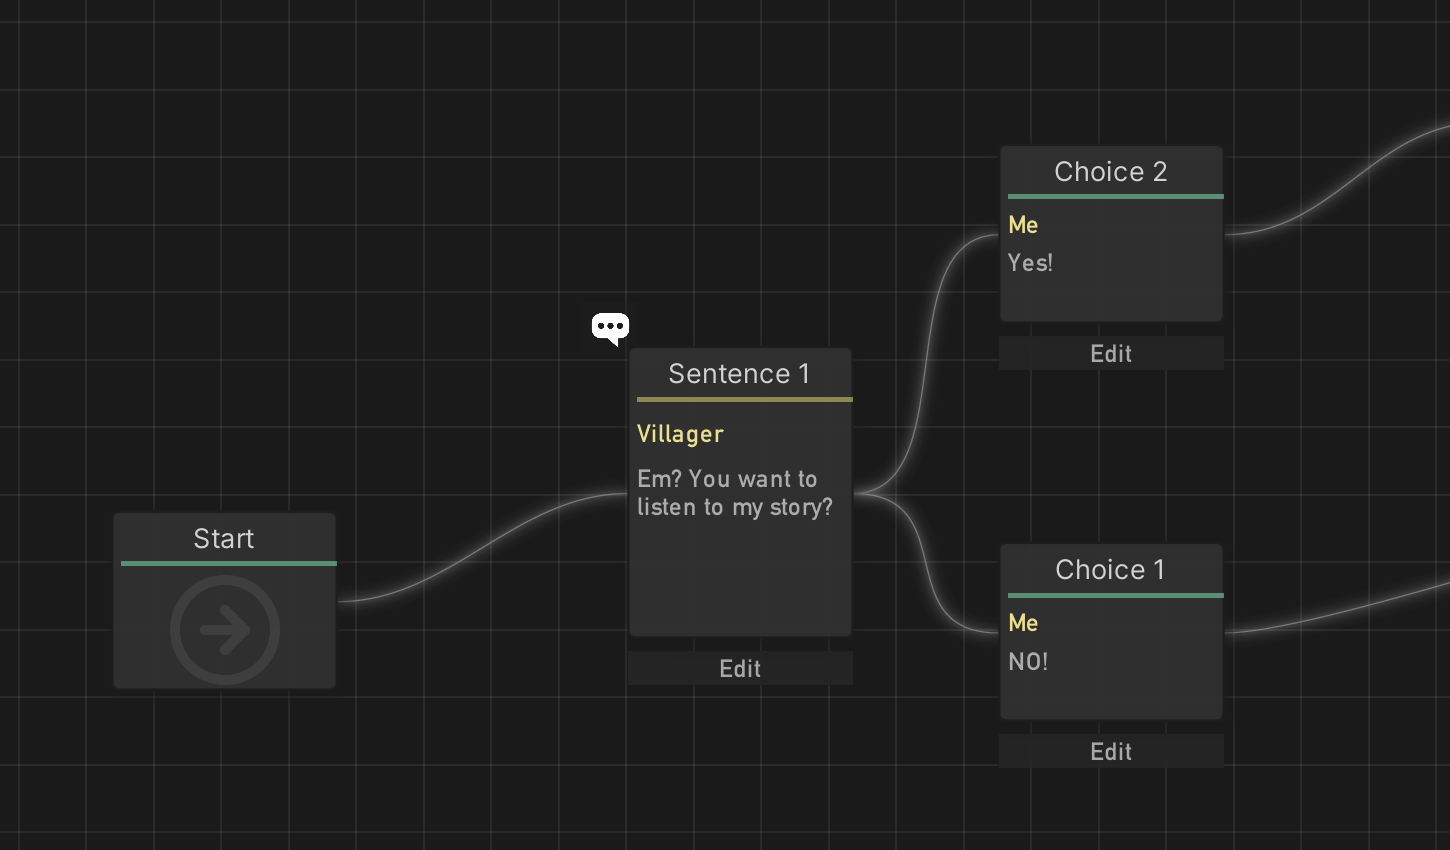 Start
Sentence 1
Villager
Em? You want to
listen to my story?
Edit
Choice 2
Me
Yes!
Edit
Choice 1
Me
NO!
Edit